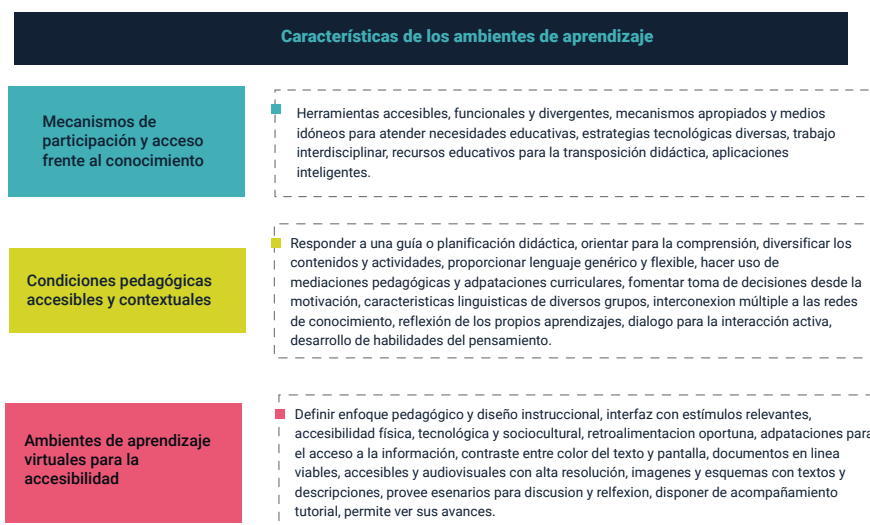 Características de los ambientes de aprendizaje
Mecanismos de
participación y acceso
frente al conocimiento
Herramientas accesibles, funcionales y divergentes, mecanismos apropiados y medios
idóneos para atender necesidades educativas, estrategias tecnológicas diversas, trabajo
interdisciplinar, recursos educativos para la transposición didáctica, aplicaciones
inteligentes.
Condiciones pedagógicas
accesibles y contextuales
Responder a una guía o planificación didáctica, orientar para la comprensión, diversificar los
contenidos y actividades, proporcionar lenguaje genérico y flexible, hacer uso de
mediaciones pedagógicas y adpataciones curriculares, fomentar toma de decisiones desde la
motivación, caracteristicas linguisticas de diversos grupos, interconexion múltiple a las redes
de conocimiento, reflexión de los propios aprendizajes, dialogo para la interacción activa,
desarrollo de habilidades del pensamiento.
Ambientes de aprendizaje
virtuales para la
accesibilidad
Definir enfoque pedagógico y diseño instruccional, interfaz con estímulos relevantes,
accesibilidad física, tecnológica y sociocultural, retroalimentacion oportuna, adpataciones para
el acceso a la información, contraste entre color del texto y pantalla, documentos en linea
viables, accesibles y audiovisuales con alta resolución, imagenes y esquemas con textos y
descripciones, provee esenarios para discusion y relfexion, disponer de acompañamiento
tutorial, permite ver sus avances.